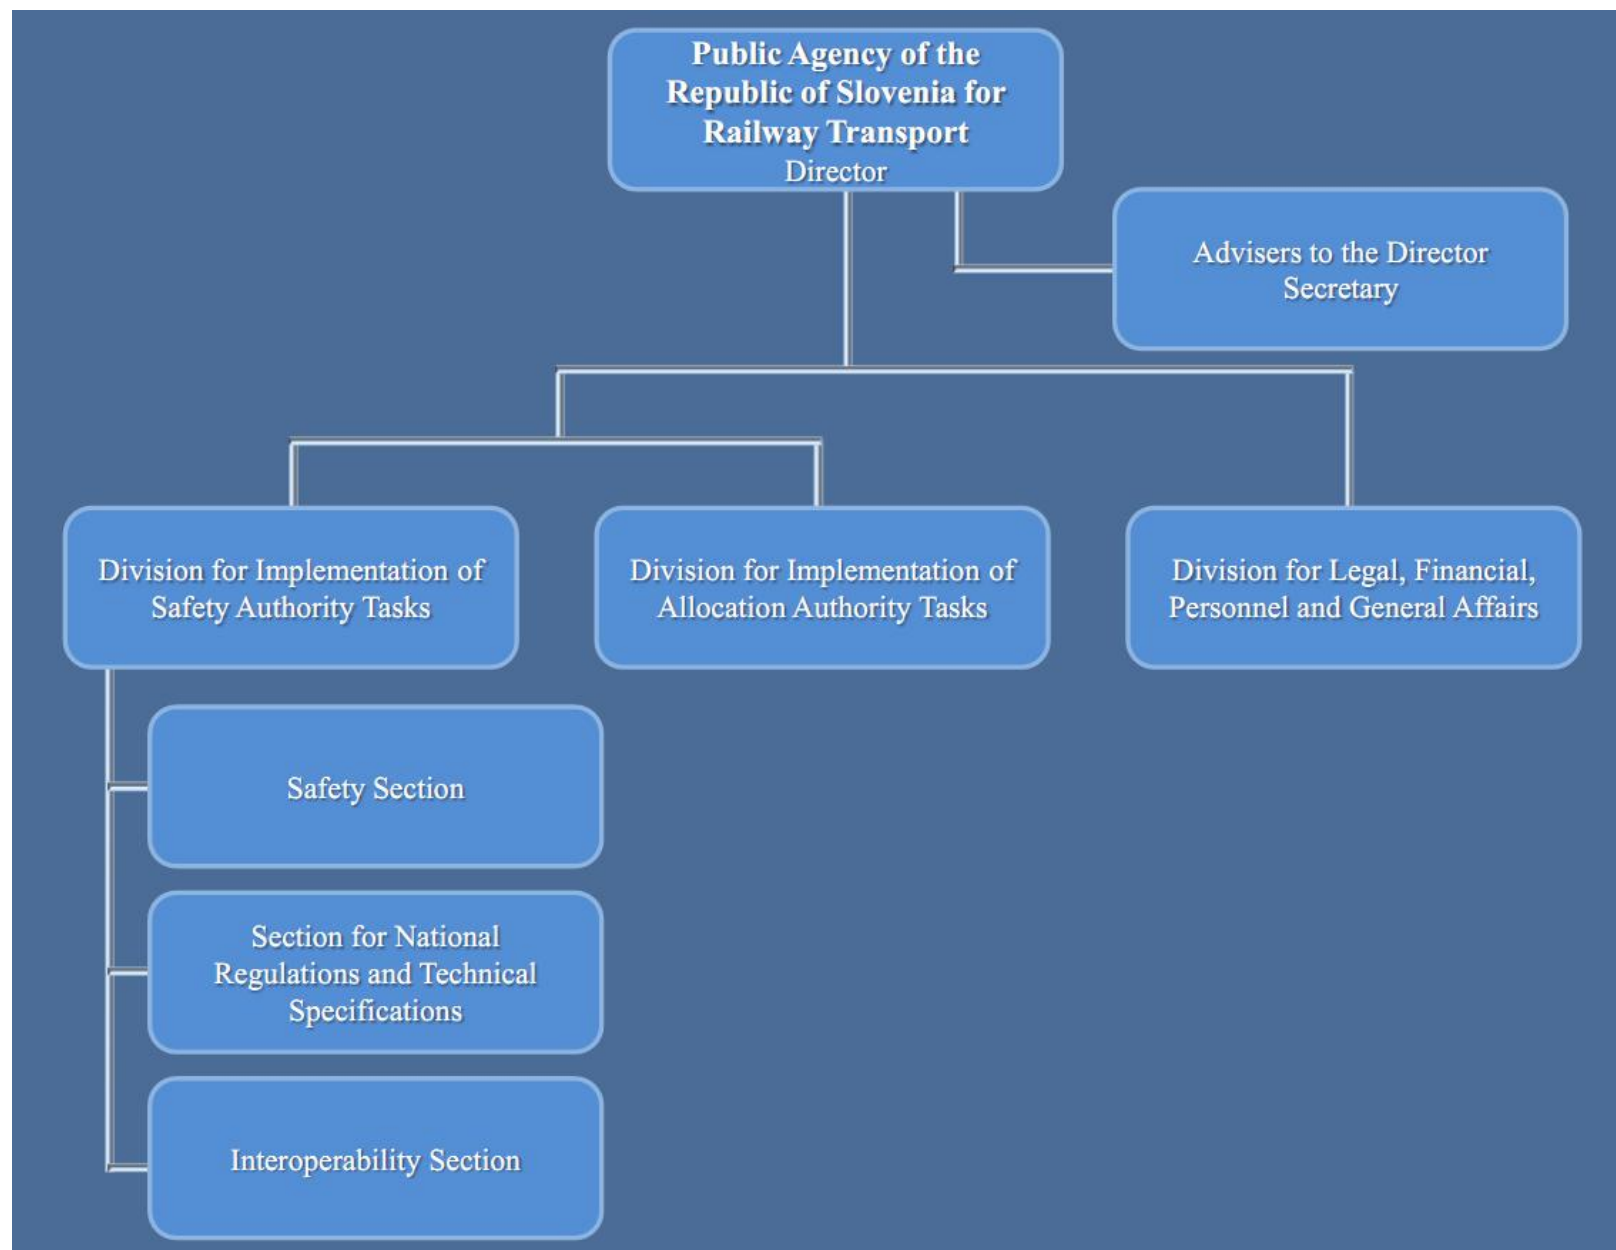 Public Agency of the
Republic of Slovenia for
Railway Transport
Director
Advisers to the Director
Secretary
Division for Implementation of
Safety Authority Tasks
Division for Implementation of
Allocation Authority Tasks
Division for Legal, Financial,
Personnel and General Affairs
Safety Section
Section for National
Regulations and Technical
Specifications
Interoperability Section